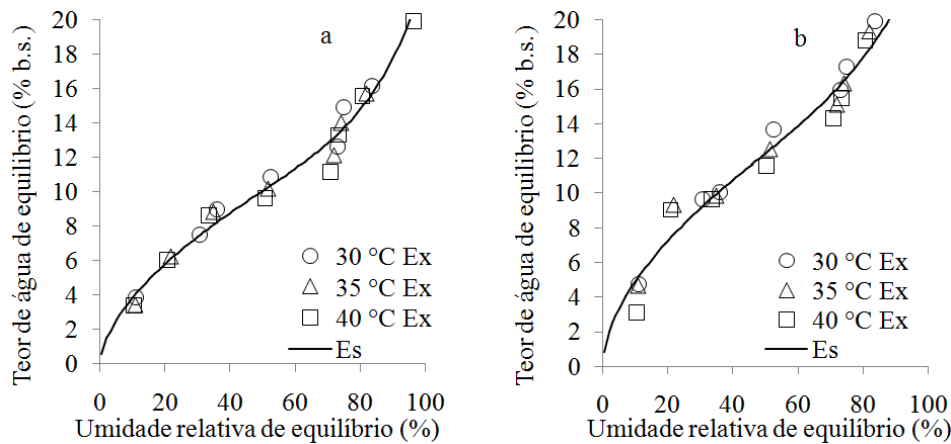 Teor de água de equilíbrio (% b.s.)
20
18
16
14
12
10
8
6
4
2
0
a
30 °C Ex
35 °C Ex
40 °C Ex
Es
0 20 40 60 80 100
Umidade relativa de equilíbrio (%)
Teor de água de equilíbrio (% b.s.)
20
18
16
14
12
10
8
6
4
2
0
b
30 °C Ex
35 °C Ex
40 °C Ex
Es
0 20 40 60 80 100
Umidade relativa de equilíbrio (%)